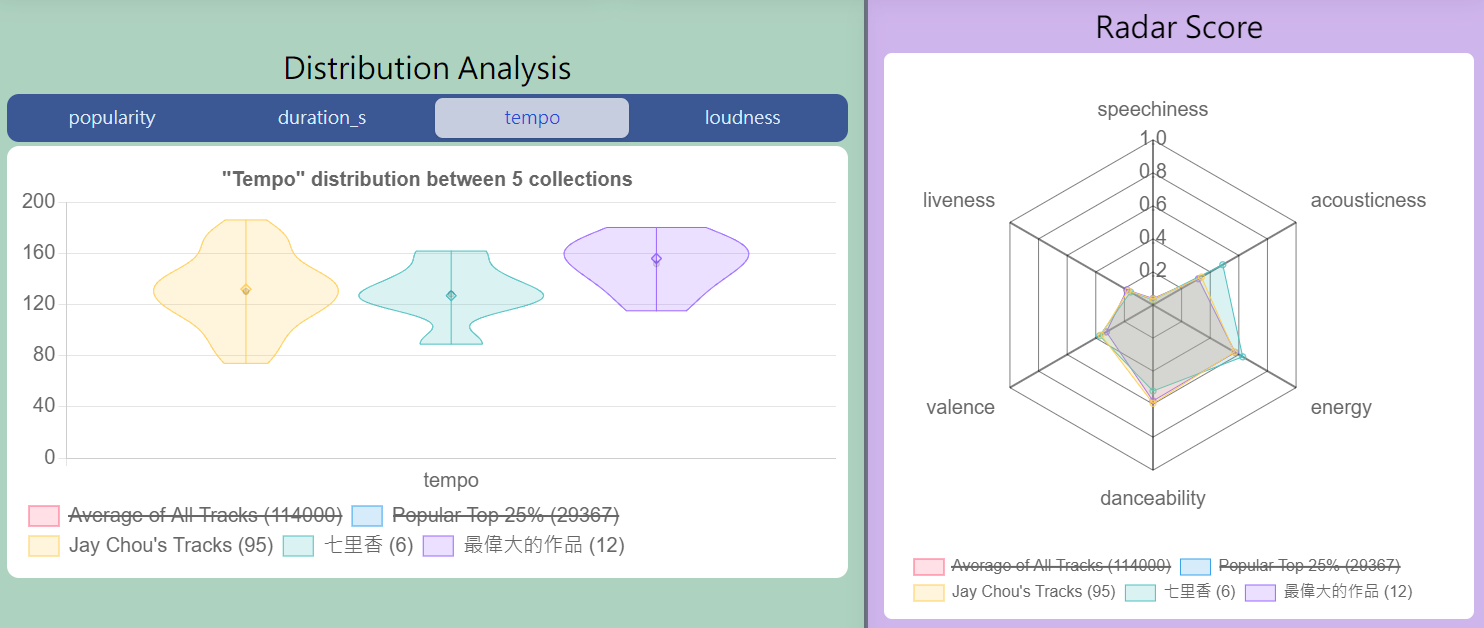 Distribution Analysis
popularity duration_s tempo loudness
"Tempo" distribution between 5 collections
200
160
120
80
40
0
tempo
Average of All Tracks (114000) Popular Top 25% (29367)
Jay Chou's Tracks (95) 七里香 (6) 最偉大的作品 (12)
Radar Score
speechiness
1.0
0.8
0.6
0.4
0.2
liveness acousticness
valence energy
danceability
Average of All Tracks (114000) Popular Top 25% (29367)
Jay Chou's Tracks (95) 七里香 (6) 最偉大的作品 (12)